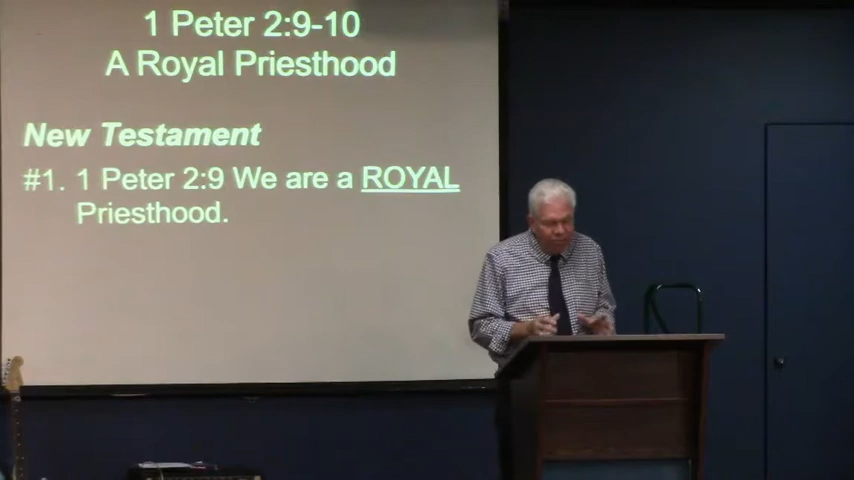 1 Peter 2:9-10
A Royal Priesthood
New Testament
#1. 1 Peter 2:9 We are a ROYAL
Priesthood.